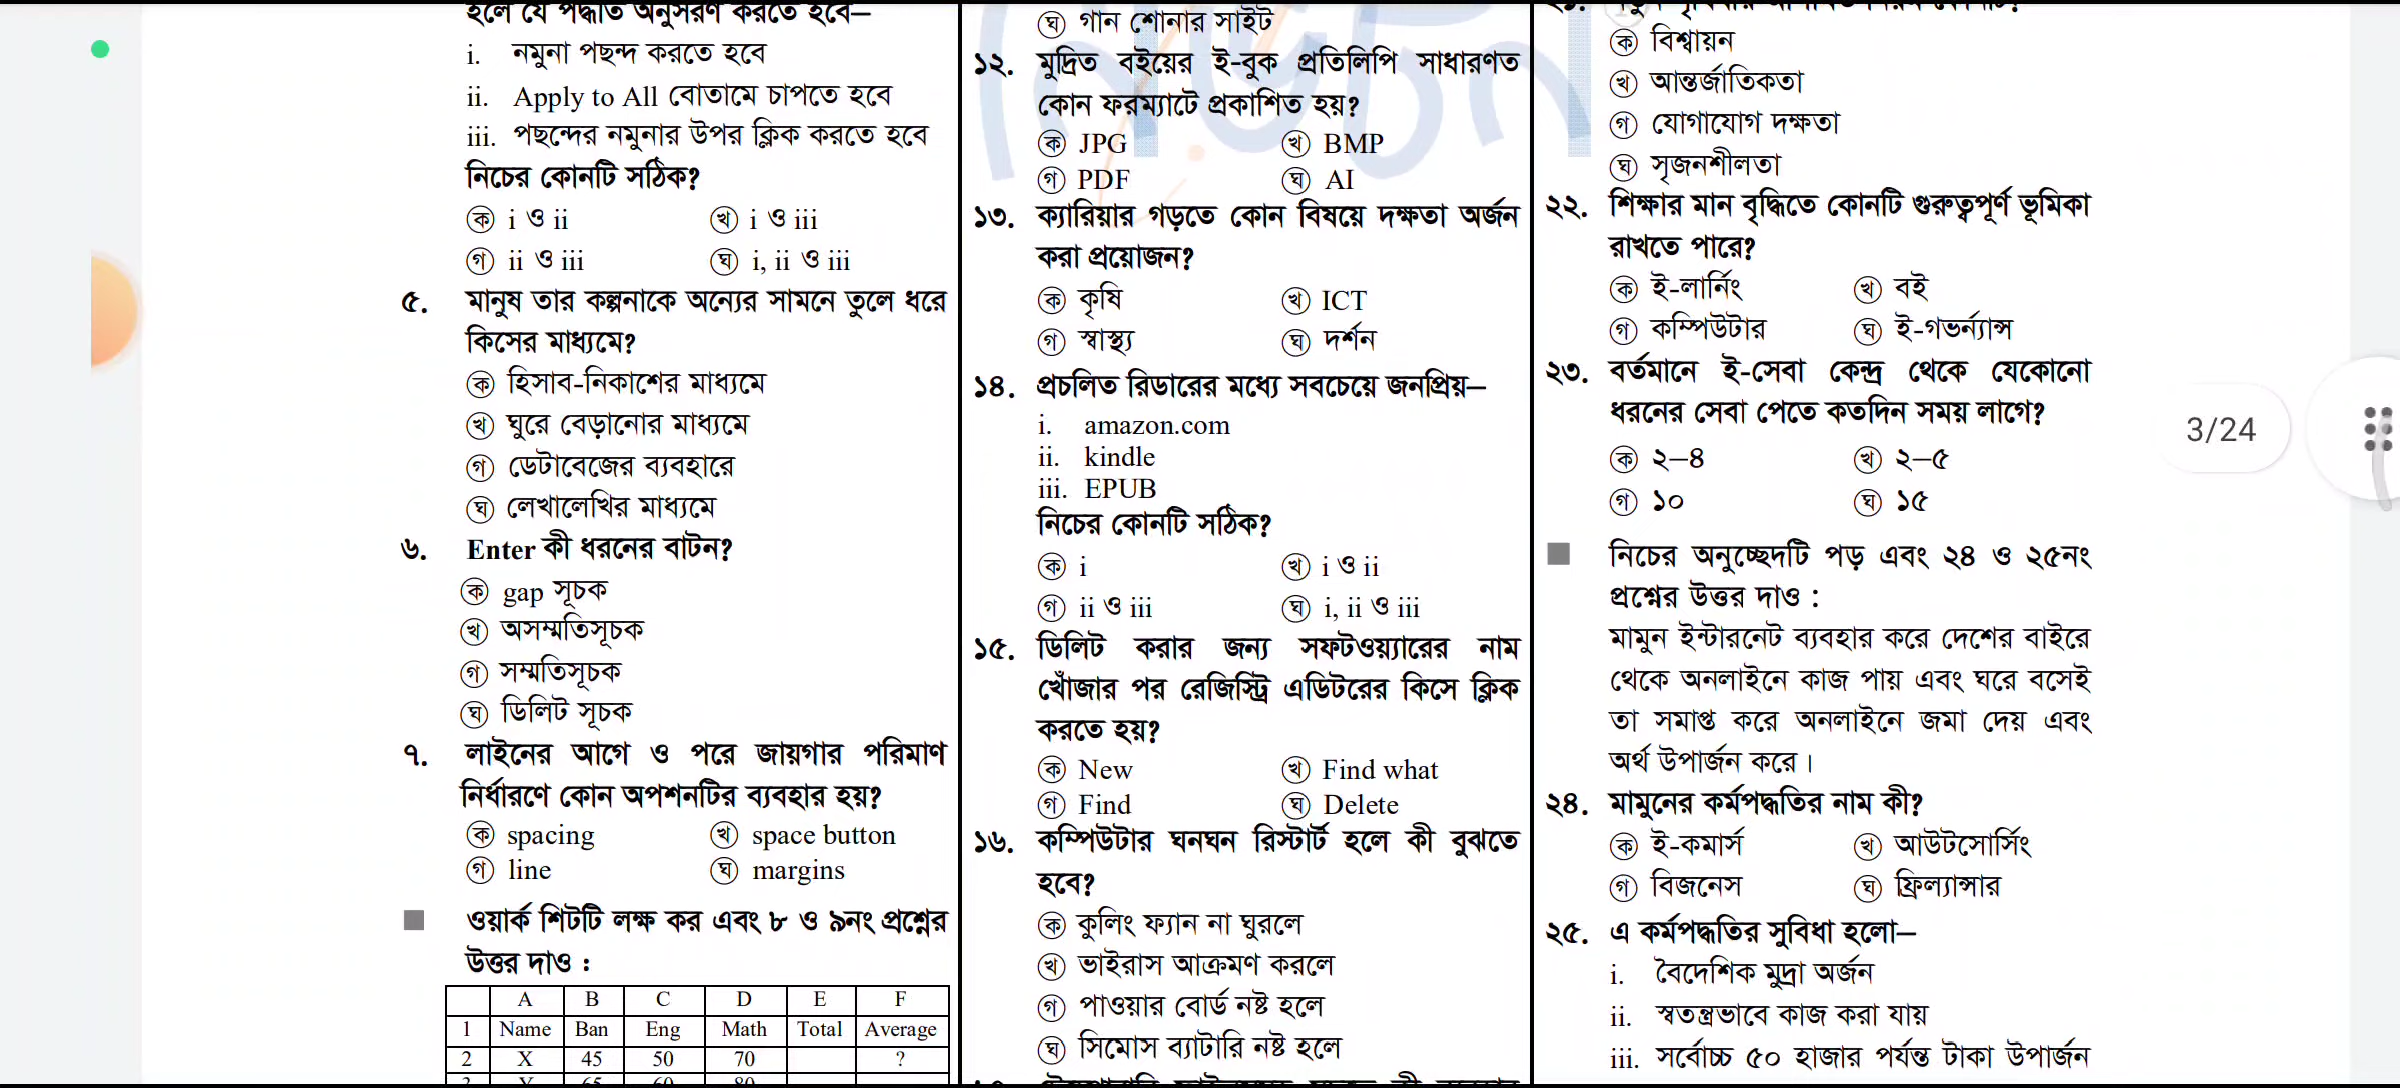 হলে যে পদ্ধতি অনুসরণ করতে হবে—
i. নমুনা পছন্দ করতে হবে
ii. Apply to All বোতামে চাপতে হবে
iii. পছন্দের নমুনার উপর ক্লিক করতে হবে
নিচের কোনটি সঠিক?
ক i ও ii খ i ও iii
গ ii ও iii ঘ i, ii ও iii
৫. মানুষ তার কল্পনাকে অন্যের সামনে তুলে ধরে
কিসের মাধ্যমে?
ক হিসাব-নিকাশের মাধ্যমে
খ ঘুরে বেড়ানোর মাধ্যমে
গ ডেটাবেজের ব্যবহারে
ঘ লেখালেখির মাধ্যমে
৬. Enter কী ধরনের বাটন?
ক gap সূচক
খ অসম্মতিসূচক
গ সম্মতিসূচক
ঘ ডিলিট সূচক
৭. লাইনের আগে ও পরে জায়গার পরিমাণ
নির্ধারণে কোন অপশনটির ব্যবহার হয়?
ক spacing খ space button
গ line ঘ margins
ওয়ার্ক শিটটি লক্ষ কর এবং ৮ ও ৯নং প্রশ্নের
উত্তর দাও :
A B C D E F
1 Name Ban Eng Math Total Average
2 X 45 50 70 ?
3 Y 65 60 80
ঘ গান শোনার সাইট
১২. মুদ্রিত বইয়ের ই-বুক প্রতিলিপি সাধারণত
কোন ফরম্যাটে প্রকাশিত হয়?
ক JPG খ BMP
গ PDF ঘ AI
১৩. ক্যারিয়ার গড়তে কোন বিষয়ে দক্ষতা অর্জন
করা প্রয়োজন?
ক কৃষি খ ICT
গ স্বাস্থ্য ঘ দর্শন
১৪. প্রচলিত রিডারের মধ্যে সবচেয়ে জনপ্রিয়—
i. amazon.com
ii. kindle
iii. EPUB
নিচের কোনটি সঠিক?
ক i খ i ও ii
গ ii ও iii ঘ i, ii ও iii
১৫. ডিলিট করার জন্য সফটওয়্যারের নাম
খোঁজার পর রেজিস্ট্রি এডিটরের কিসে ক্লিক
করতে হয়?
ক New খ Find what
গ Find ঘ Delete
১৬. কম্পিউটার ঘনঘন রিস্টার্ট হলে কী বুঝতে
হবে?
ক কুলিং ফ্যান না ঘুরলে
খ ভাইরাস আক্রমণ করলে
গ পাওয়ার বোর্ড নষ্ট হলে
ঘ সিমোস ব্যাটারি নষ্ট হলে
ক বিশ্বায়ন
খ আন্তর্জাতিকতা
গ যোগাযোগ দক্ষতা
ঘ সৃজনশীলতা
২২. শিক্ষার মান বৃদ্ধিতে কোনটি গুরুত্বপূর্ণ ভূমিকা
রাখতে পারে?
ক ই-লার্নিং খ বই
গ কম্পিউটার ঘ ই-গভর্ন্যান্স
২৩. বর্তমানে ই-সেবা কেন্দ্র থেকে যেকোনো
ধরনের সেবা পেতে কতদিন সময় লাগে?
ক ২–৪ খ ২–৫
গ ১০ ঘ ১৫
নিচের অনুচ্ছেদটি পড় এবং ২৪ ও ২৫নং
প্রশ্নের উত্তর দাও :
মামুন ইন্টারনেট ব্যবহার করে দেশের বাইরে
থেকে অনলাইনে কাজ পায় এবং ঘরে বসেই
তা সমাপ্ত করে অনলাইনে জমা দেয় এবং
অর্থ উপার্জন করে।
২৪. মামুনের কর্মপদ্ধতির নাম কী?
ক ই-কমার্স খ আউটসোর্সিং
গ বিজনেস ঘ ফ্রিল্যান্সার
২৫. এ কর্মপদ্ধতির সুবিধা হলো—
i. বৈদেশিক মুদ্রা অর্জন
ii. স্বতন্ত্রভাবে কাজ করা যায়
iii. সর্বোচ্চ ৫০ হাজার পর্যন্ত টাকা উপার্জন
3/24